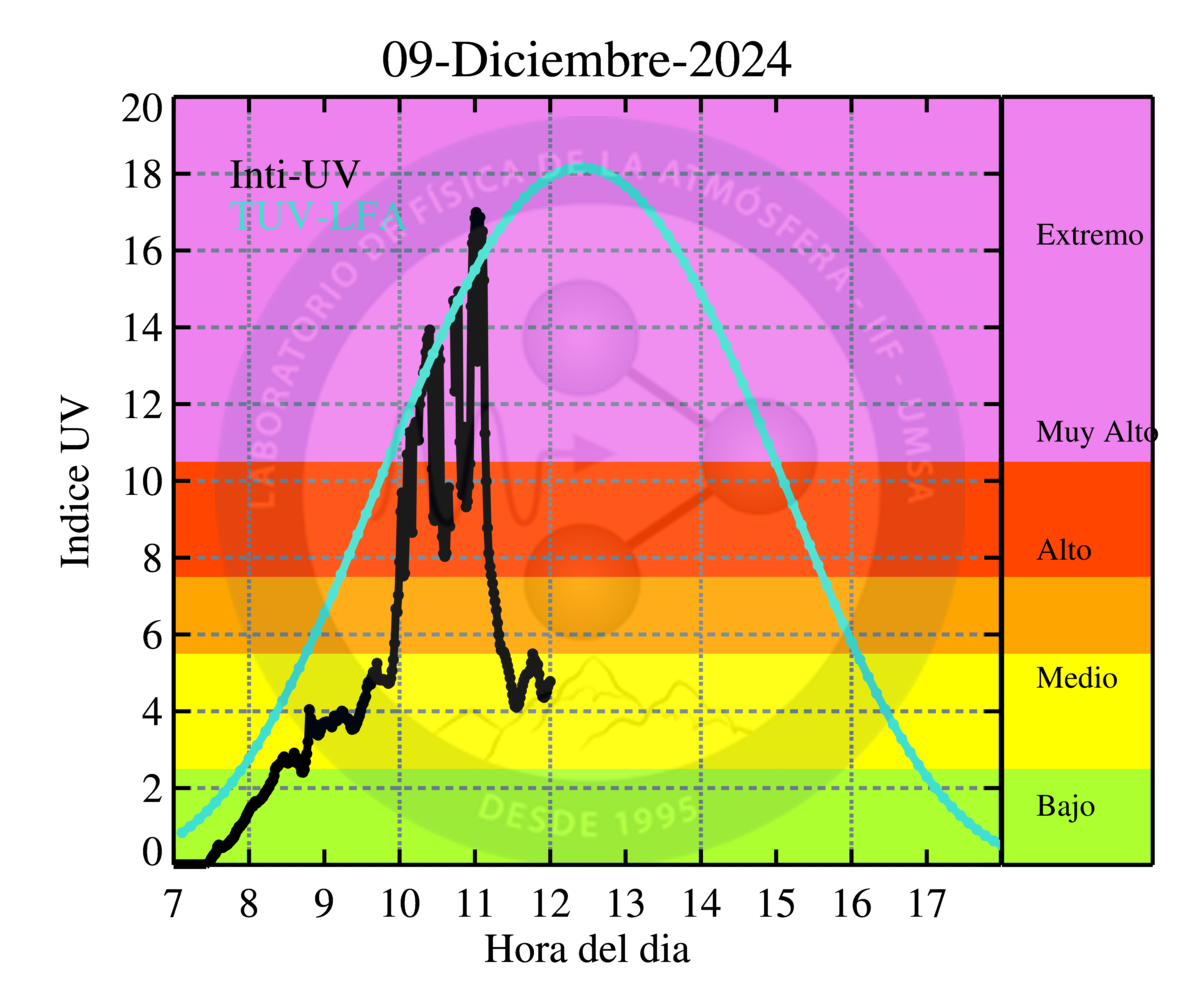 09-Diciembre-2024
Inti-UV
TUV-LFA
LABORATORIO DE FÍSICA DE LA ATMÓSFERA - IIF - UMSA
DESDE 1995
Indice UV
20
18
16
14
12
10
8
6
4
2
0
Extremo
Muy Alto
Alto
Medio
Bajo
7 8 9 10 11 12 13 14 15 16 17
Hora del dia